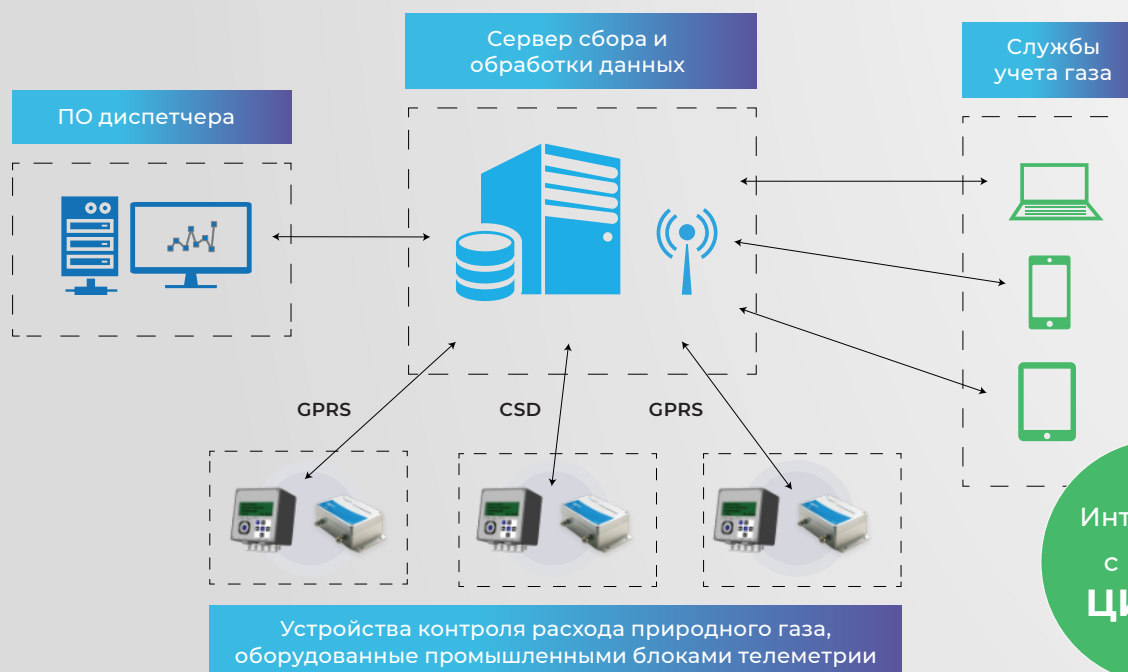 Сервер сбора и
обработки данных
Службы
учета газа
ПО диспетчера
GPRS
CSD
GPRS
с
Устройства контроля расхода природного газа,
оборудованные промышленными блоками телеметрии